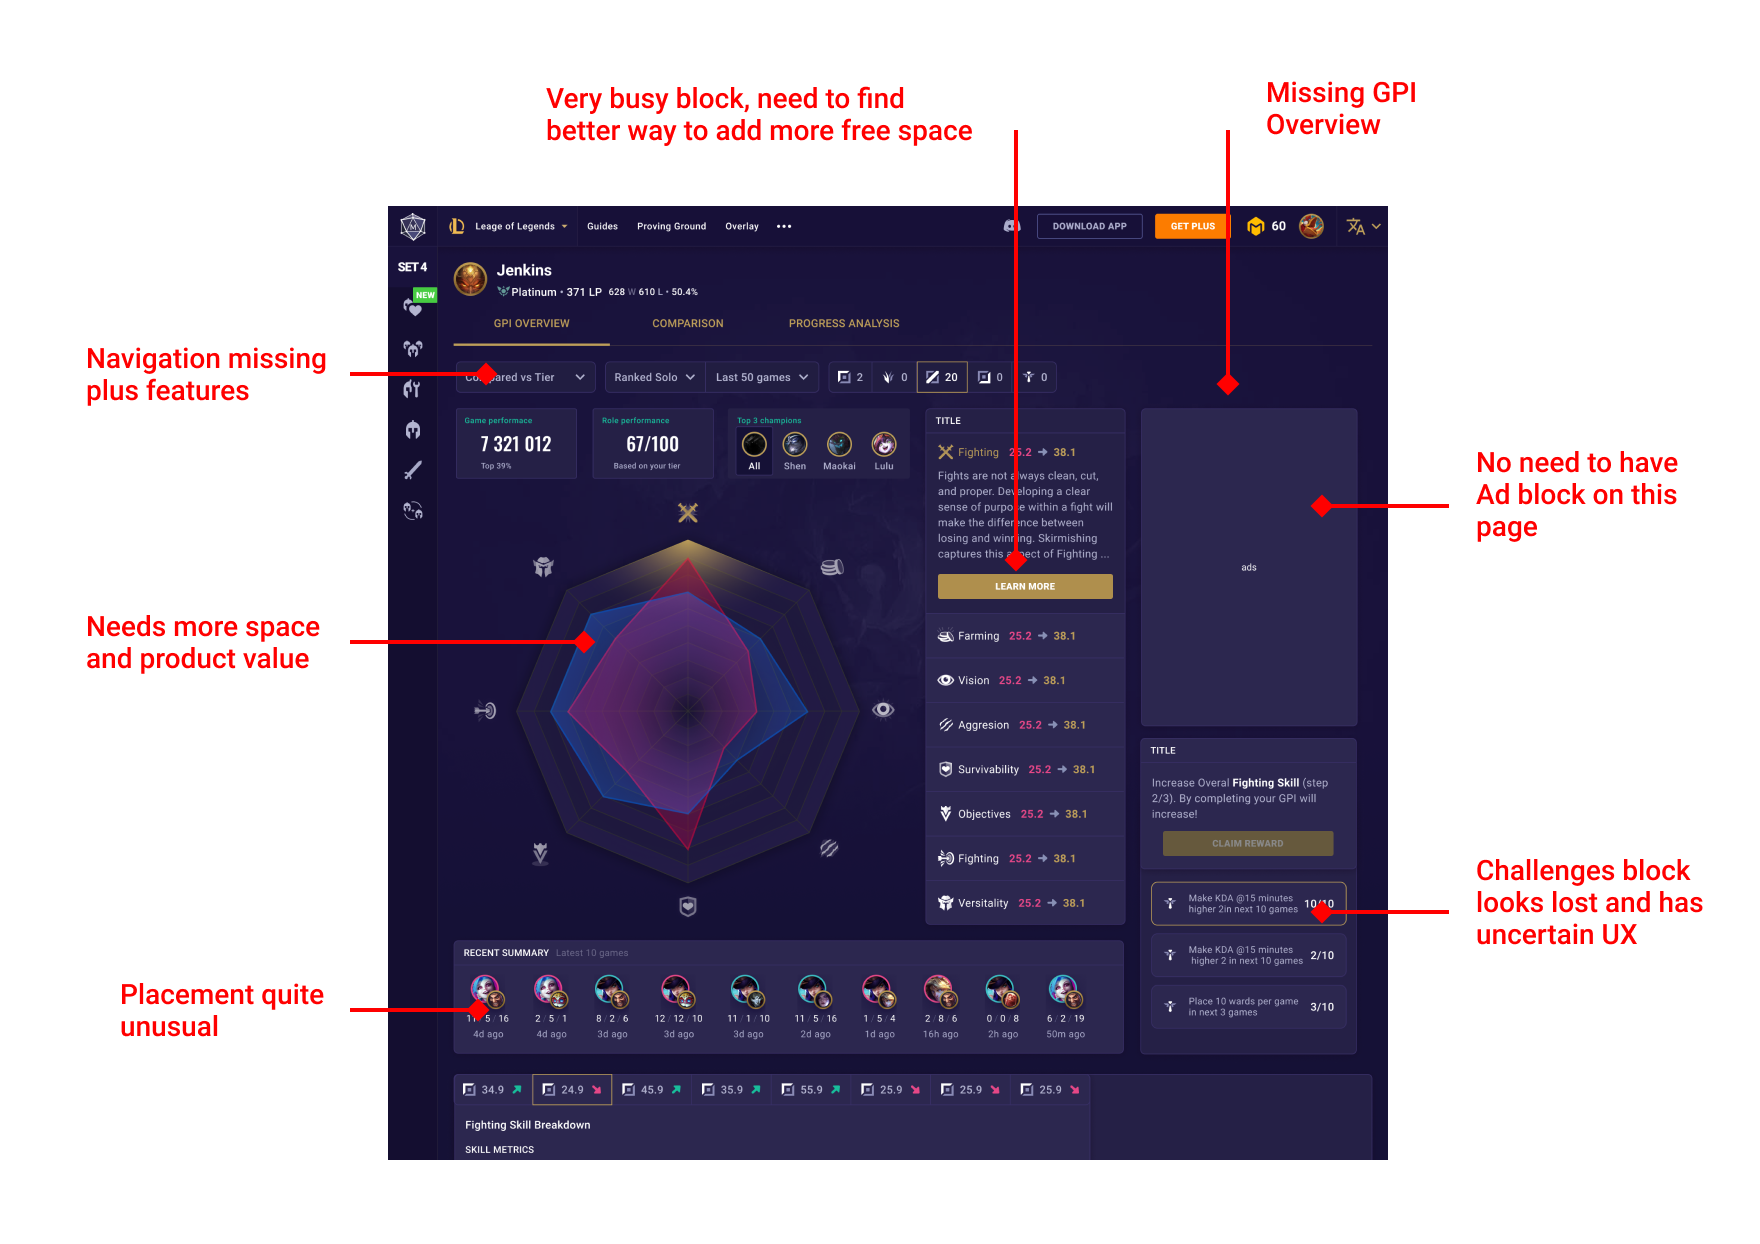 Very busy block, need to find
better way to add more free space
Missing GPI
Overview
Navigation missing
plus features
Needs more space
and product value
Placement quite
unusual
No need to have
Ad block on this
page
Challenges block
looks lost and has
uncertain UX
M
Leage of Legends
Guides
Proving Ground
Overlay
•••
DOWNLOAD APP
GET PLUS
60
SET 4
NEW
Jenkins
Platinum • 371 LP 628 W 610 L • 50.4%
GPI OVERVIEW
COMPARISON
PROGRESS ANALYSIS
Compared vs Tier
Ranked Solo
Last 50 games
2
0
20
0
0
Game performace
7 321 012
Top 39%
Role performance
67/100
Based on your tier
Top 3 champions
All
Shen
Maokai
Lulu
TITLE
Fighting 25.2 → 38.1
Fights are not always clean, cut,
and proper. Developing a clear
sense of purpose within a fight will
make the difference between
losing and winning. Skirmishing
captures this aspect of Fighting ...
LEARN MORE
Farming 25.2 → 38.1
Vision 25.2 → 38.1
Aggresion 25.2 → 38.1
Survivability 25.2 → 38.1
Objectives 25.2 → 38.1
Fighting 25.2 → 38.1
Versitality 25.2 → 38.1
ads
TITLE
Increase Overal Fighting Skill (step
2/3). By completing your GPI will
increase!
CLAIM REWARD
Make KDA @15 minutes
higher 2in next 10 games
10/10
Make KDA @15 minutes
higher 2 in next 10 games
2/10
Place 10 wards per game
in next 3 games
3/10
RECENT SUMMARY Latest 10 games
11 / 5 / 16
2 / 5 / 1
8 / 2 / 6
12 / 12 / 10
11 / 1 / 10
11 / 5 / 16
1 / 5 / 4
2 / 8 / 6
0 / 0 / 8
6 / 2 / 19
4d ago
4d ago
3d ago
3d ago
3d ago
2d ago
1d ago
16h ago
2h ago
50m ago
34.9
24.9
45.9
35.9
55.9
25.9
25.9
25.9
Fighting Skill Breakdown
SKILL METRICS